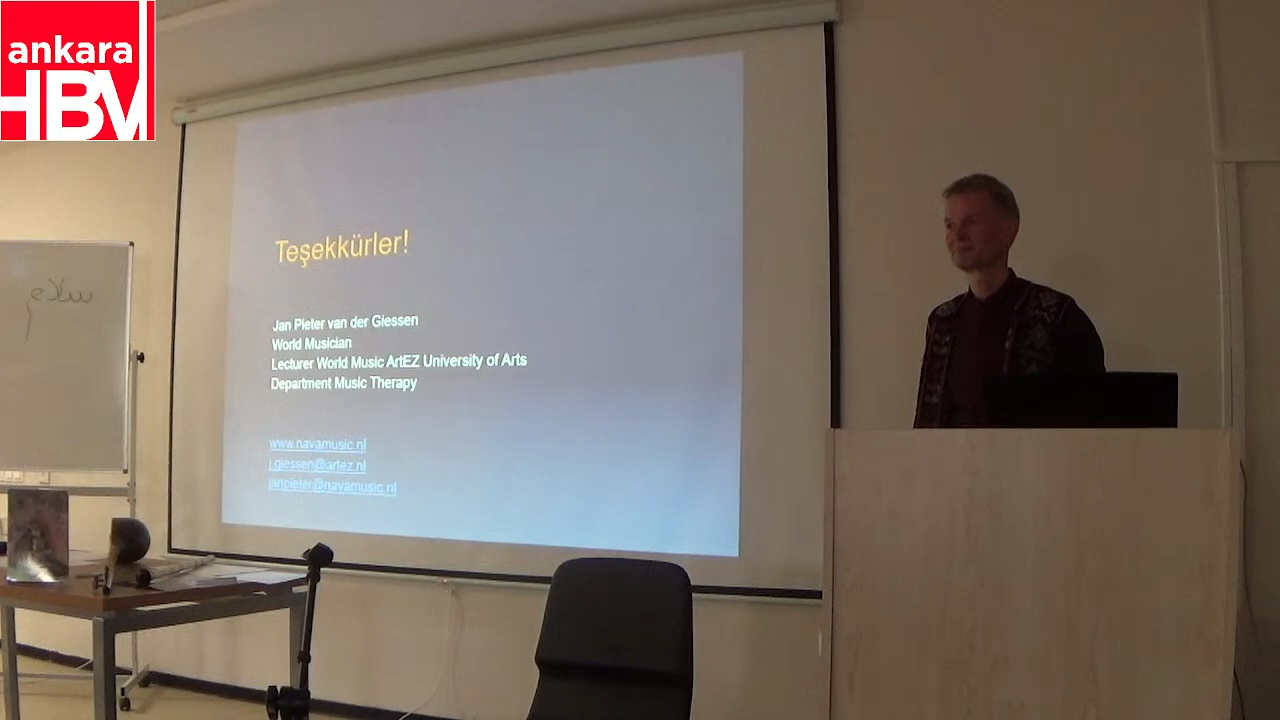 ankara
HBV
Teşekkürler!
Jan Pieter van der Giessen
World Musician
Lecturer World Music ArtEZ University of Arts
Department Music Therapy
www.navamusic.nl
j.giessen@artez.nl
janpieter@navamusic.nl
سلام